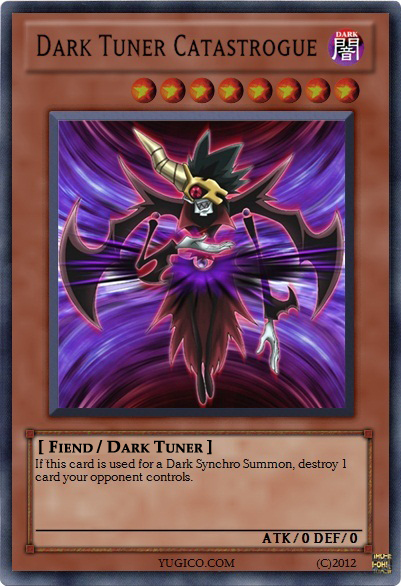 DARK TUNER CATASTROGUE
DARK
闇
[ FIEND / DARK TUNER ]
If this card is used for a Dark Synchro Summon, destroy 1
card your opponent controls.
ATK / 0 DEF/ 0
YUGICO.COM
(C)2012